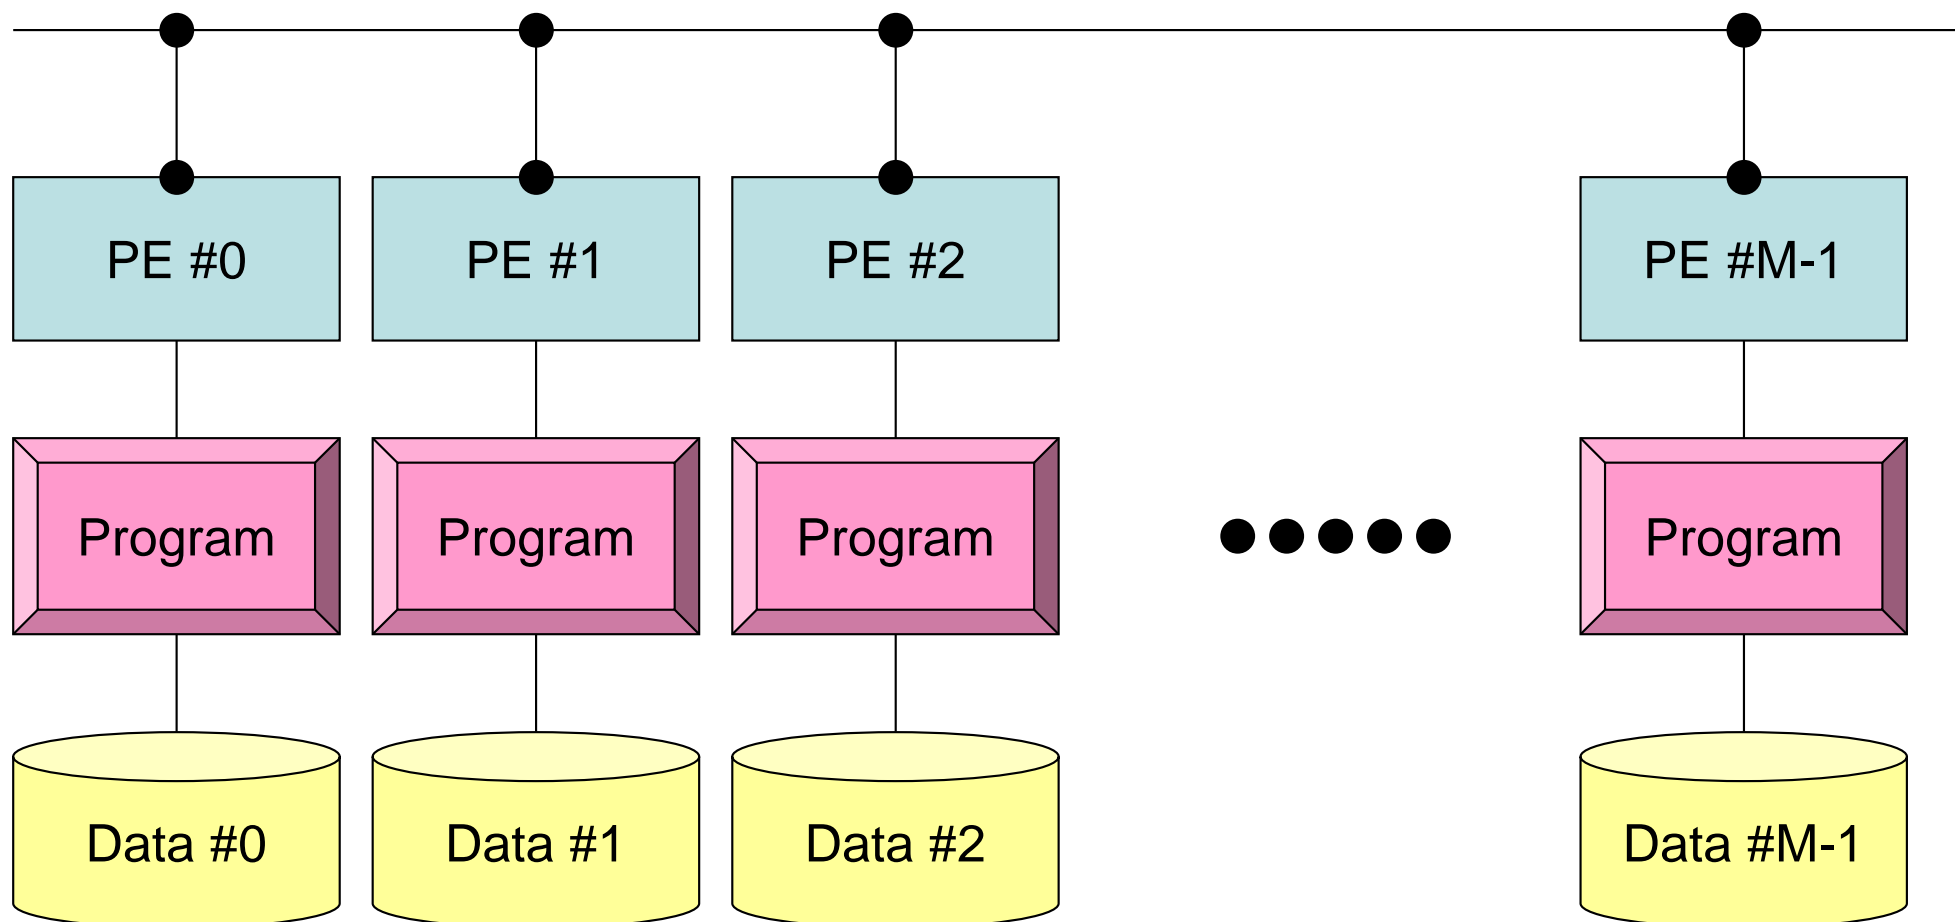 PE #0
PE #1
PE #2
PE #M-1
Program
Program
Program
Program
Data #0
Data #1
Data #2
Data #M-1